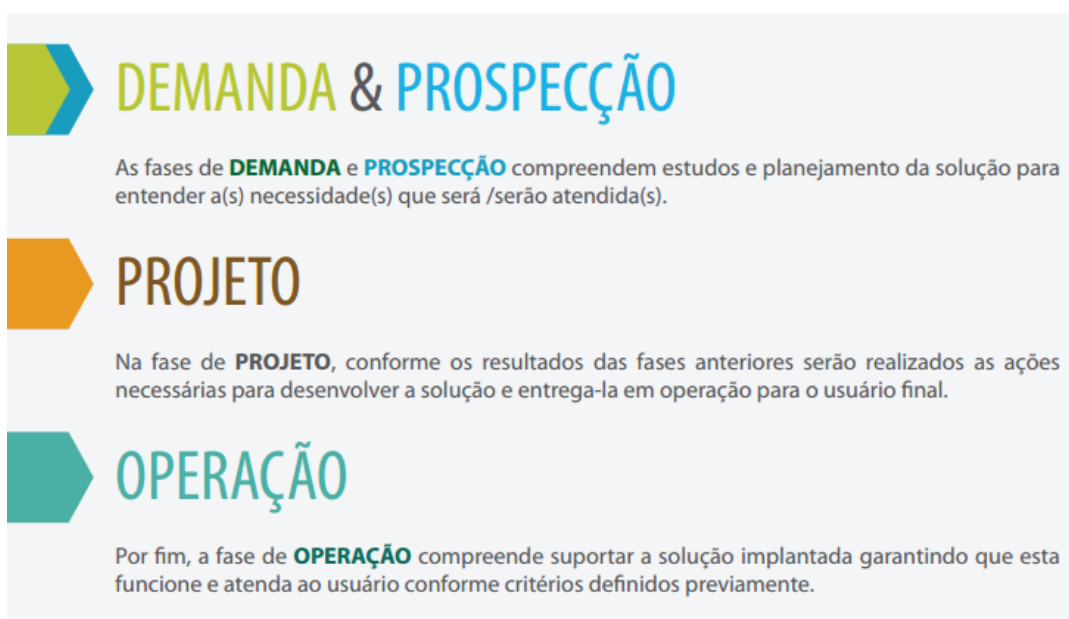 DEMANDA & PROSPECÇÃO
As fases de DEMANDA e PROSPECÇÃO compreendem estudos e planejamento da solução para
entender a(s) necessidade(s) que será /serão atendida(s).
PROJETO
Na fase de PROJETO, conforme os resultados das fases anteriores serão realizados as ações
necessárias para desenvolver a solução e entrega-la em operação para o usuário final.
OPERAÇÃO
Por fim, a fase de OPERAÇÃO compreende suportar a solução implantada garantindo que esta
funcione e atenda ao usuário conforme critérios definidos previamente.